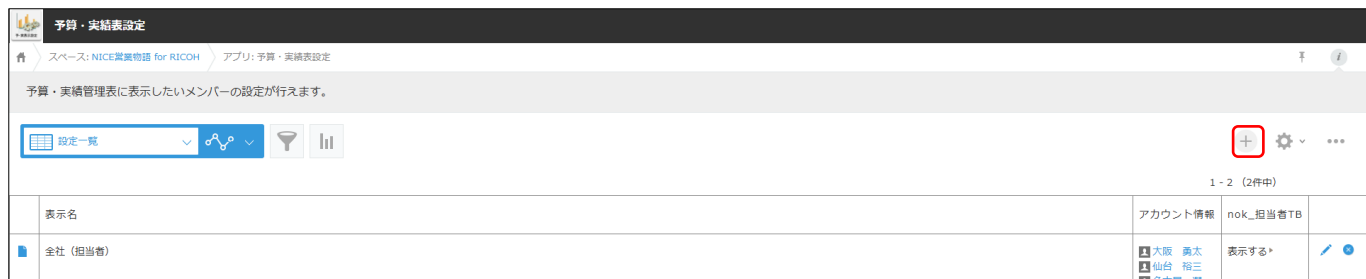 予算・実績表設定
スペース: NICE営業物語 for RICOH アプリ: 予算・実績表設定
予算・実績管理表に表示したいメンバーの設定が行えます。
設定一覧
1 - 2 （2件中）
表示名 アカウント情報 nok_担当者TB
全社（担当者） 大阪　勇太 表示する
仙台　裕三